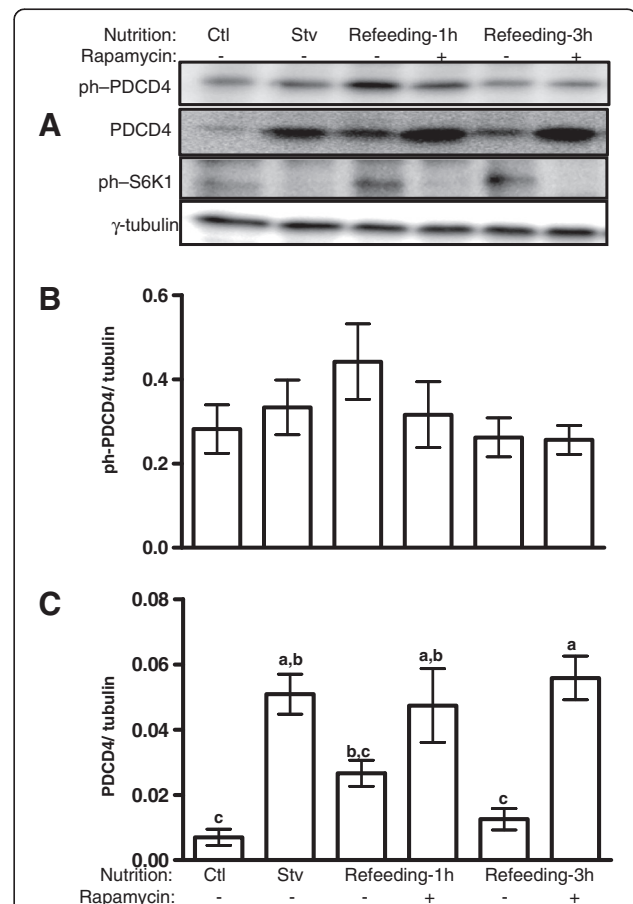 Nutrition: Ctl Stv Refeeding-1h Refeeding-3h
Rapamycin: - - - + - +
A
ph–PDCD4
PDCD4
ph–S6K1
γ-tubulin
B
ph-PDCD4/ tubulin
0.6
0.4
0.2
0.0
C
PDCD4/ tubulin
0.08
0.06
0.04
0.02
0.00
c
a,b
b,c
a,b
c
a
Nutrition: Ctl Stv Refeeding-1h Refeeding-3h
Rapamycin: - - - + - +